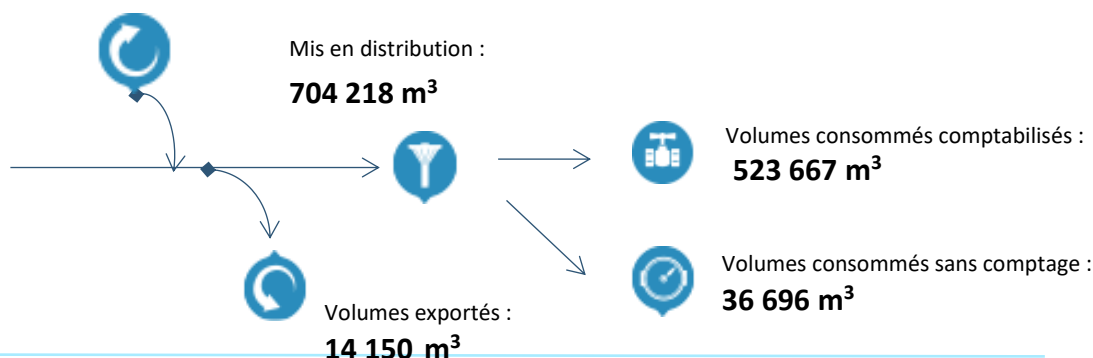 Mis en distribution :
704 218 m³
Volumes consommés comptabilisés :
523 667 m³
Volumes consommés sans comptage :
36 696 m³
Volumes exportés :
14 150 m³